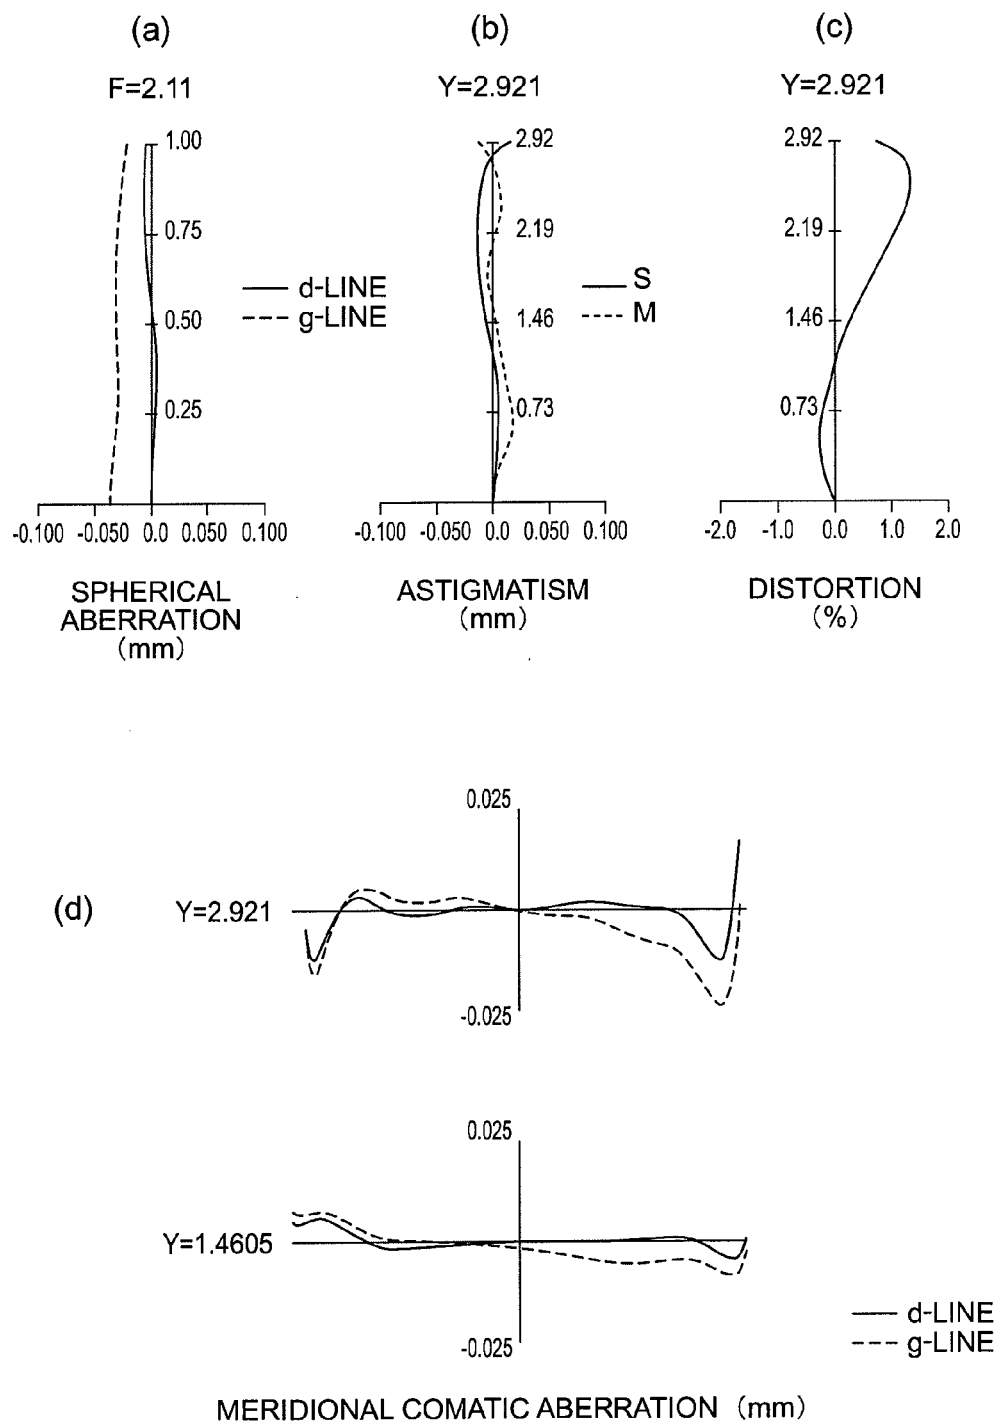 (a)
F=2.11
1.00
0.75
0.50
0.25
-0.100 -0.050 0.0 0.050 0.100
SPHERICAL
ABERRATION
(mm)
d-LINE
g-LINE
(b)
Y=2.921
2.92
2.19
1.46
0.73
-0.100 -0.050 0.0 0.050 0.100
ASTIGMATISM
(mm)
S
M
(c)
Y=2.921
2.92
2.19
1.46
0.73
-2.0 -1.0 0.0 1.0 2.0
DISTORTION
(%)
(d)
0.025
Y=2.921
-0.025
0.025
Y=1.4605
-0.025
d-LINE
g-LINE
MERIDIONAL COMATIC ABERRATION (mm)